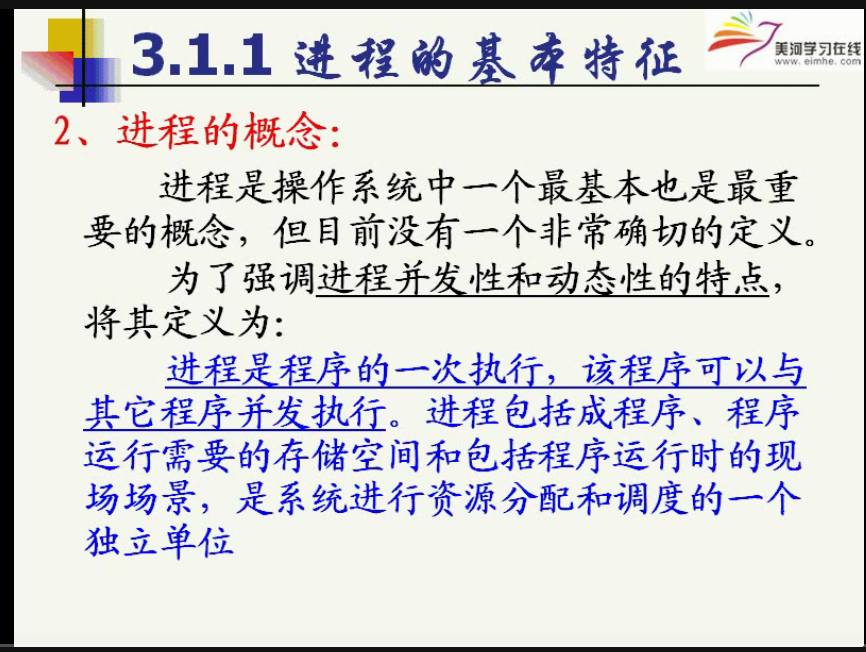 3.1.1 进程的基本特征
美河学习在线
www. eimhe. com
2、进程的概念：
进程是操作系统中一个最基本也是最重
要的概念，但目前没有一个非常确切的定义。
为了强调进程并发性和动态性的特点，
将其定义为：
进程是程序的一次执行，该程序可以与
其它程序并发执行。进程包括成程序、程序
运行需要的存储空间和包括程序运行时的现
场场景，是系统进行资源分配和调度的一个
独立单位